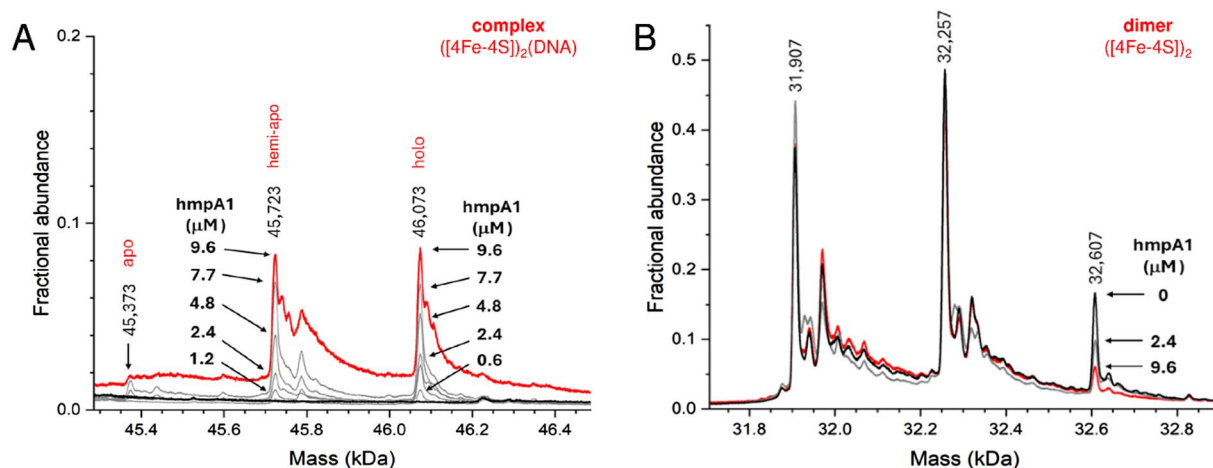 A
complex
([4Fe-4S])2(DNA)
0.2
0.1
0.0
Fractional abundance
apo
45,373
hemi-apo
45,723
holo
46,073
hmpA1
(μM)
9.6
7.7
4.8
2.4
1.2
hmpA1
(μM)
9.6
7.7
4.8
2.4
0.6
45.4
45.6
45.8
46.0
46.2
46.4
Mass (kDa)
B
dimer
([4Fe-4S])2
0.5
0.4
0.3
0.2
0.1
0.0
Fractional abundance
31,907
32,257
32,607
hmpA1
(μM)
0
2.4
9.6
31.8
32.0
32.2
32.4
32.6
32.8
Mass (kDa)